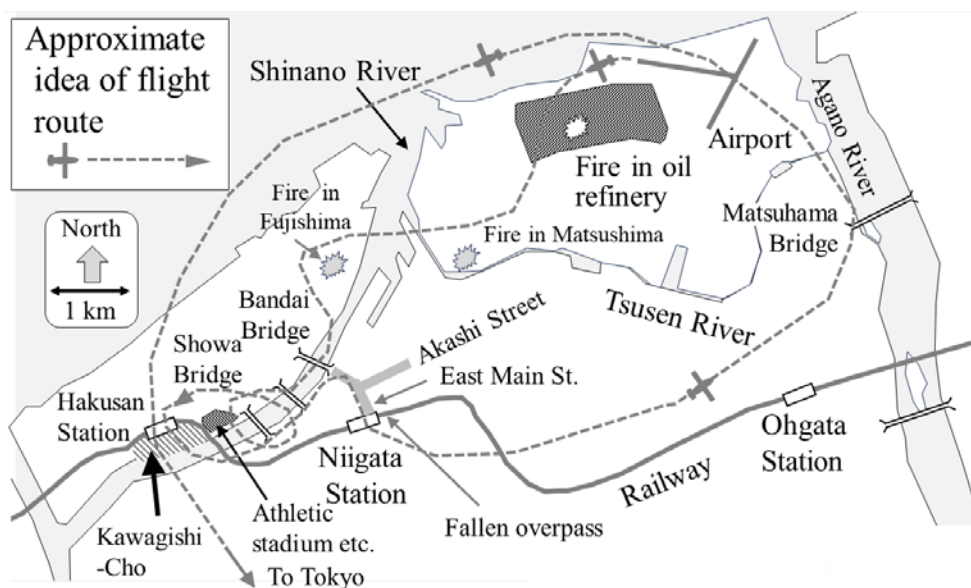 Approximate
idea of flight
route
Shinano River
Agano River
Airport
Fire in oil
refinery
Fire in
Fujishima
Fire in Matsushima
Matsuhama
Bridge
North
1 km
Bandai
Bridge
Akashi Street
Tsusen River
Showa
Bridge
East Main St.
Hakusan
Station
Niigata
Station
Ohgata
Station
Railway
Kawagishi
-Cho
Athletic
stadium etc.
Fallen overpass
To Tokyo